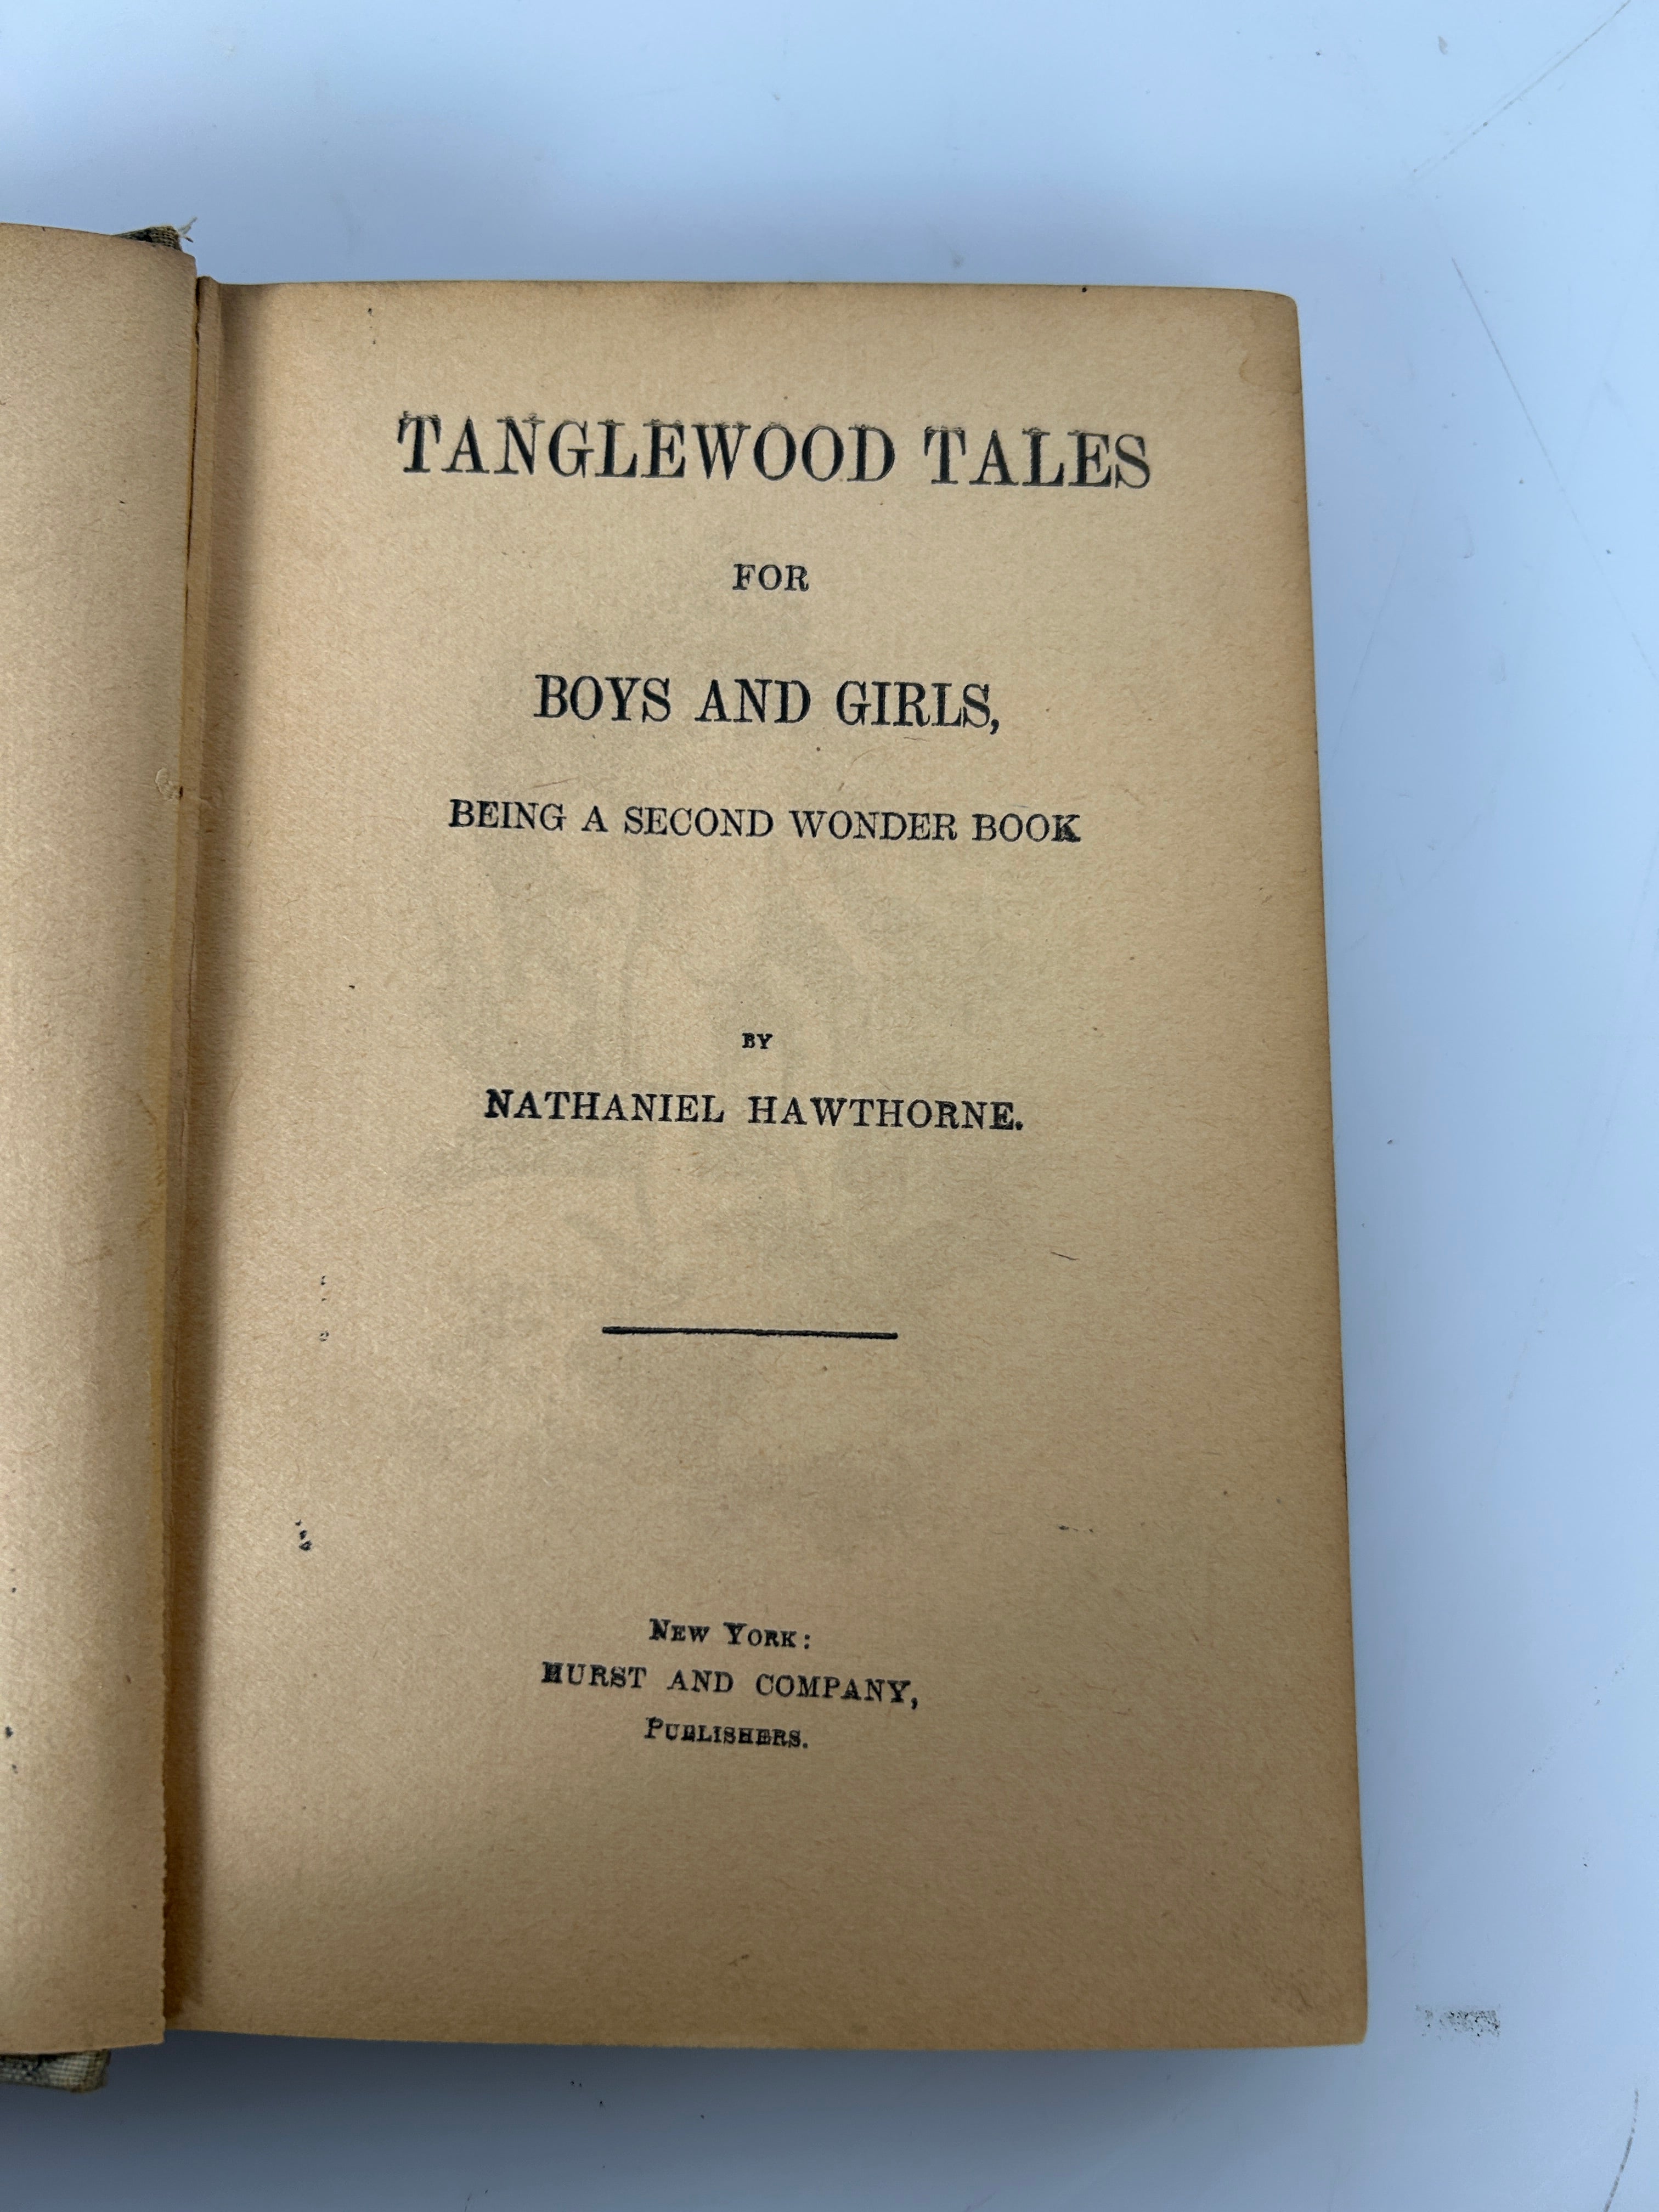 TANGLEWOOD TALES
FOR
BOYS AND GIRLS,
BEING A SECOND WONDER BOOK
BY
NATHANIEL HAWTHORNE.
NEW YORK:
HURST AND COMPANY,
PUBLISHERS.